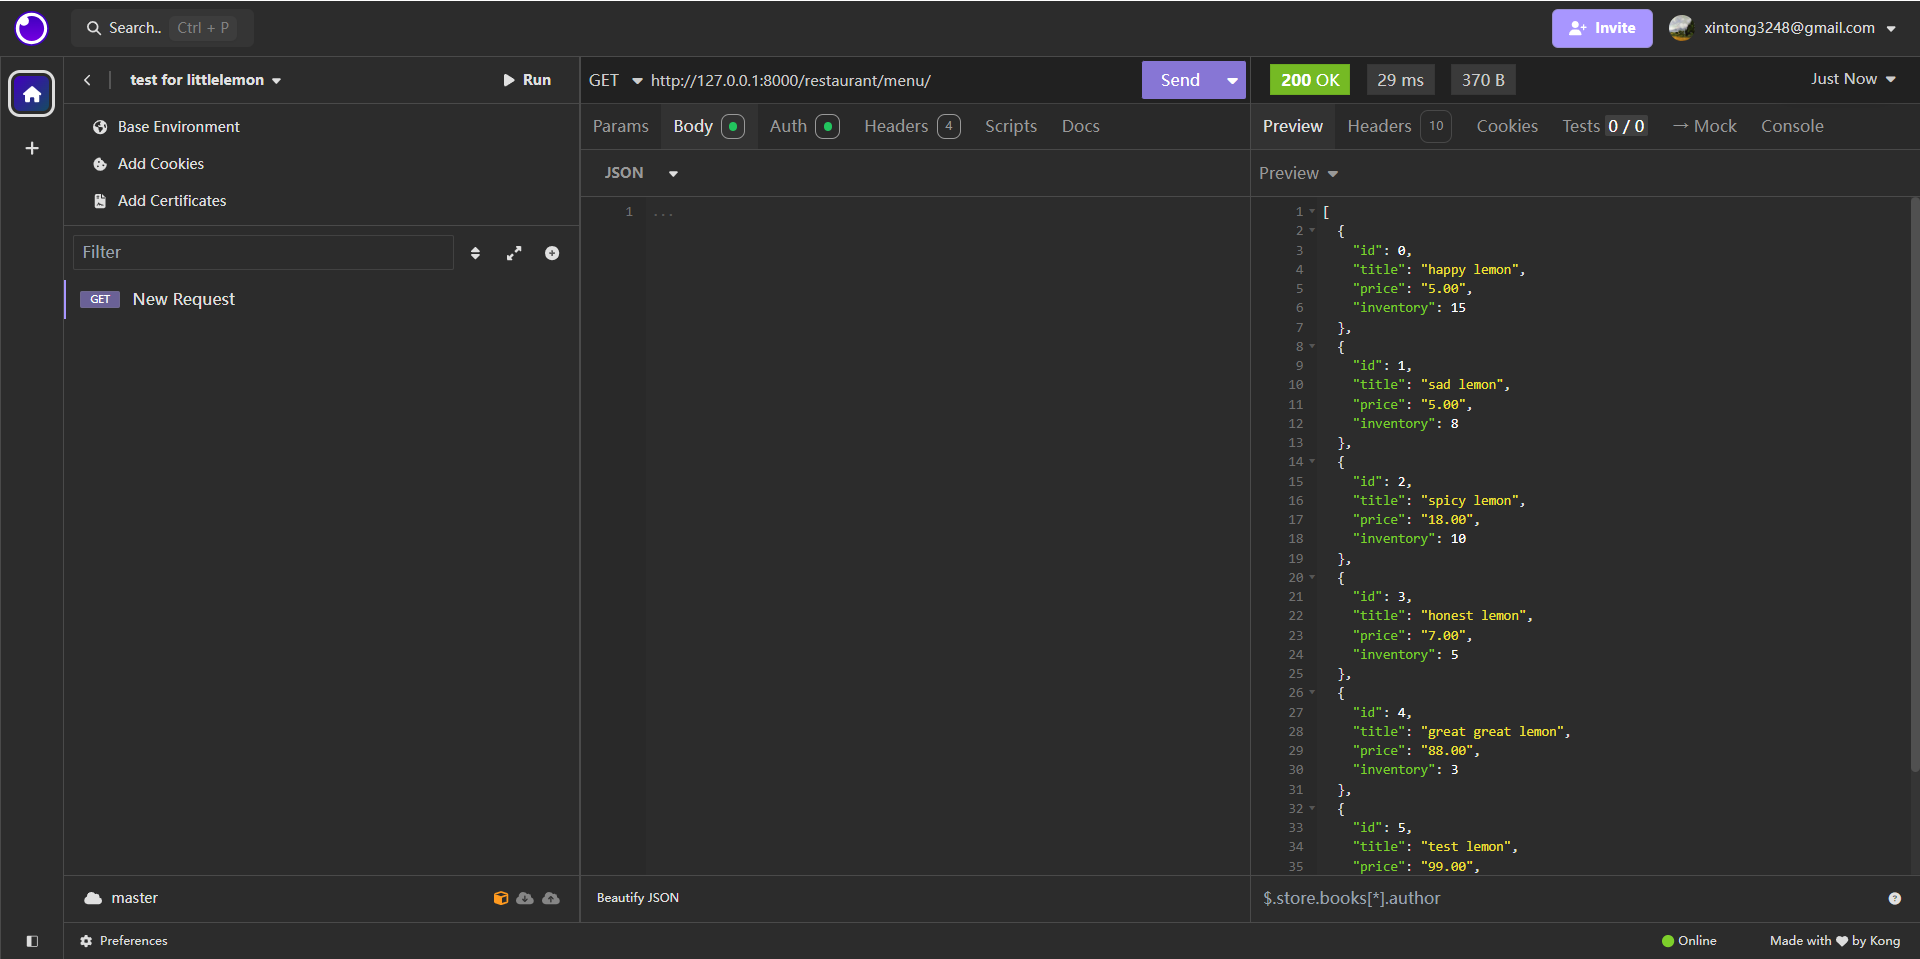 Search.. Ctrl + P
Invite
xintong3248@gmail.com
test for littlelemon
Run
Base Environment
Add Cookies
Add Certificates
Filter
GET New Request
master
Preferences
GET http://127.0.0.1:8000/restaurant/menu/ Send
Params Body Auth Headers 4 Scripts Docs
JSON
1 ...
Beautify JSON
200 OK 29 ms 370 B Just Now
Preview Headers 10 Cookies Tests 0 / 0 → Mock Console
Preview
1 [
2 {
3 "id": 0,
4 "title": "happy lemon",
5 "price": "5.00",
6 "inventory": 15
7 },
8 {
9 "id": 1,
10 "title": "sad lemon",
11 "price": "5.00",
12 "inventory": 8
13 },
14 {
15 "id": 2,
16 "title": "spicy lemon",
17 "price": "18.00",
18 "inventory": 10
19 },
20 {
21 "id": 3,
22 "title": "honest lemon",
23 "price": "7.00",
24 "inventory": 5
25 },
26 {
27 "id": 4,
28 "title": "great great lemon",
29 "price": "88.00",
30 "inventory": 3
31 },
32 {
33 "id": 5,
34 "title": "test lemon",
35 "price": "99.00",
$.store.books[*].author
Online
Made with ♥ by Kong